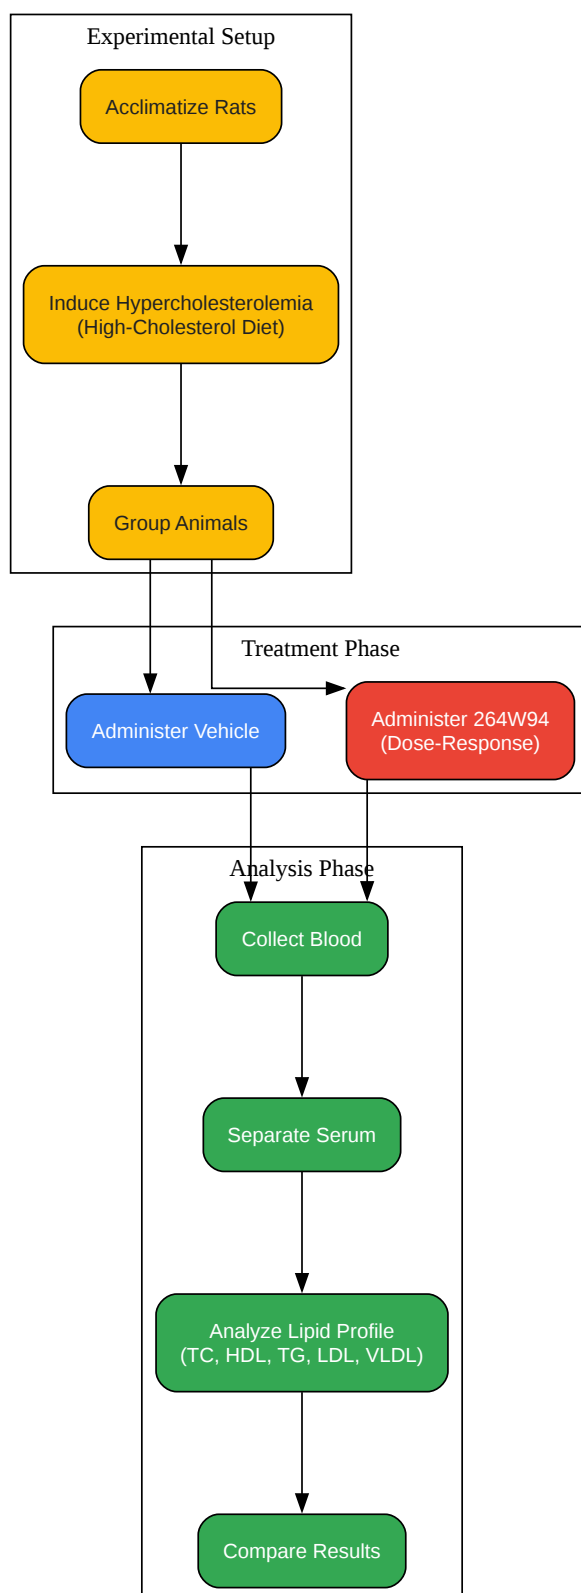 Experimental Setup
Acclimatize Rats
Induce Hypercholesterolemia
(High-Cholesterol Diet)
Group Animals
Treatment Phase
Administer Vehicle
Administer 264W94
(Dose-Response)
Analysis Phase
Collect Blood
Separate Serum
Analyze Lipid Profile
(TC, HDL, TG, LDL, VLDL)
Compare Results